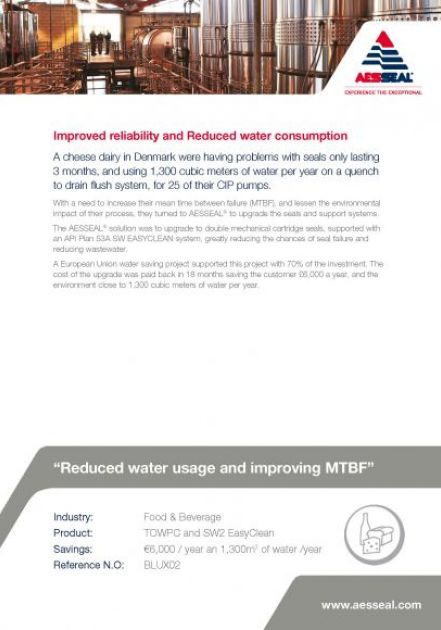 AESSEAL®
EXPERIENCE THE EXCEPTIONAL
Improved reliability and Reduced water consumption
A cheese dairy in Denmark were having problems with seals only lasting
3 months, and using 1,300 cubic meters of water per year on a quench
to drain flush system, for 25 of their CIP pumps.
With a need to increase their mean time between failure (MTBF), and lessen the environmental
impact of their process, they turned to AESSEAL® to upgrade the seals and support systems.
The AESSEAL® solution was to upgrade to double mechanical cartridge seals, supported with
an API Plan 53A SW EASYCLEAN system, greatly reducing the chances of seal failure and
reducing wastewater.
A European Union water saving project supported this project with 70% of the investment. The
cost of the upgrade was paid back in 18 months saving the customer £6,000 a year, and the
environment close to 1,300 cubic meters of water per year.
“Reduced water usage and improving MTBF”
Industry: Food & Beverage
Product: TOWPC and SW2 EasyClean
Savings: €6,000 / year an 1,300m³ of water /year
Reference N.O: BLUX02
www.aesseal.com